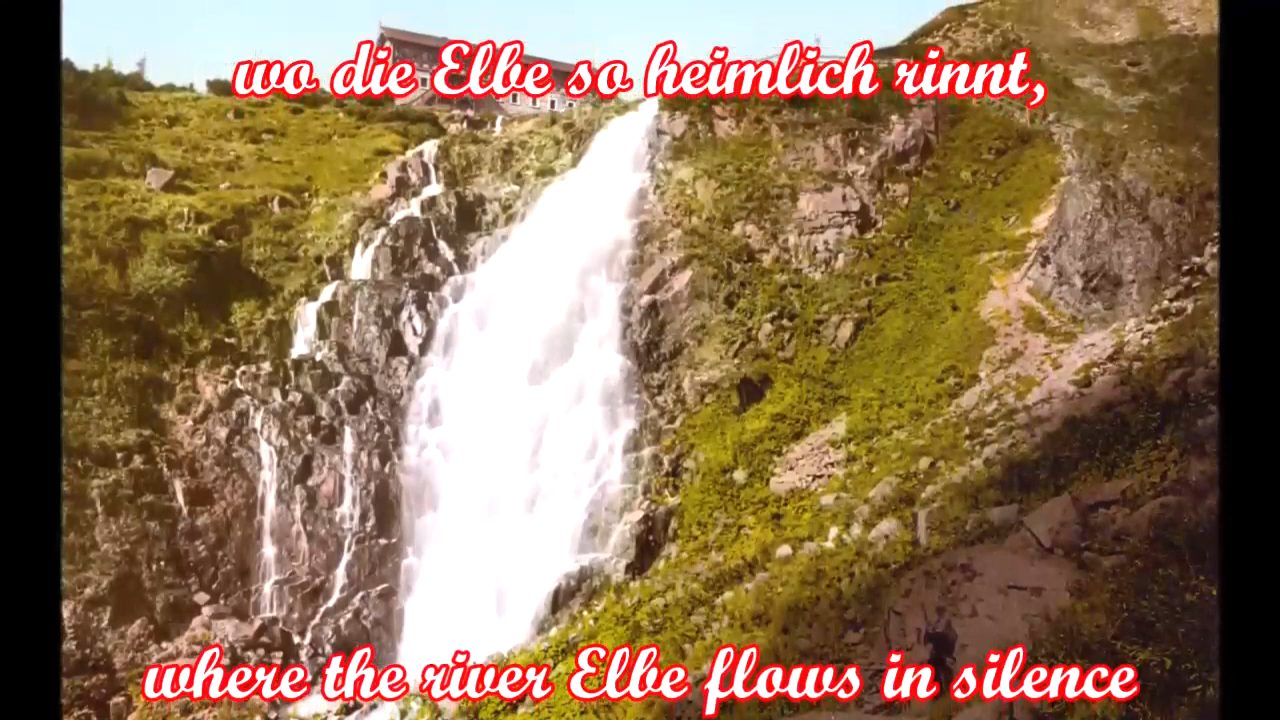 wo die Elbe so heimlich rinnt,
where the river Elbe flows in silence